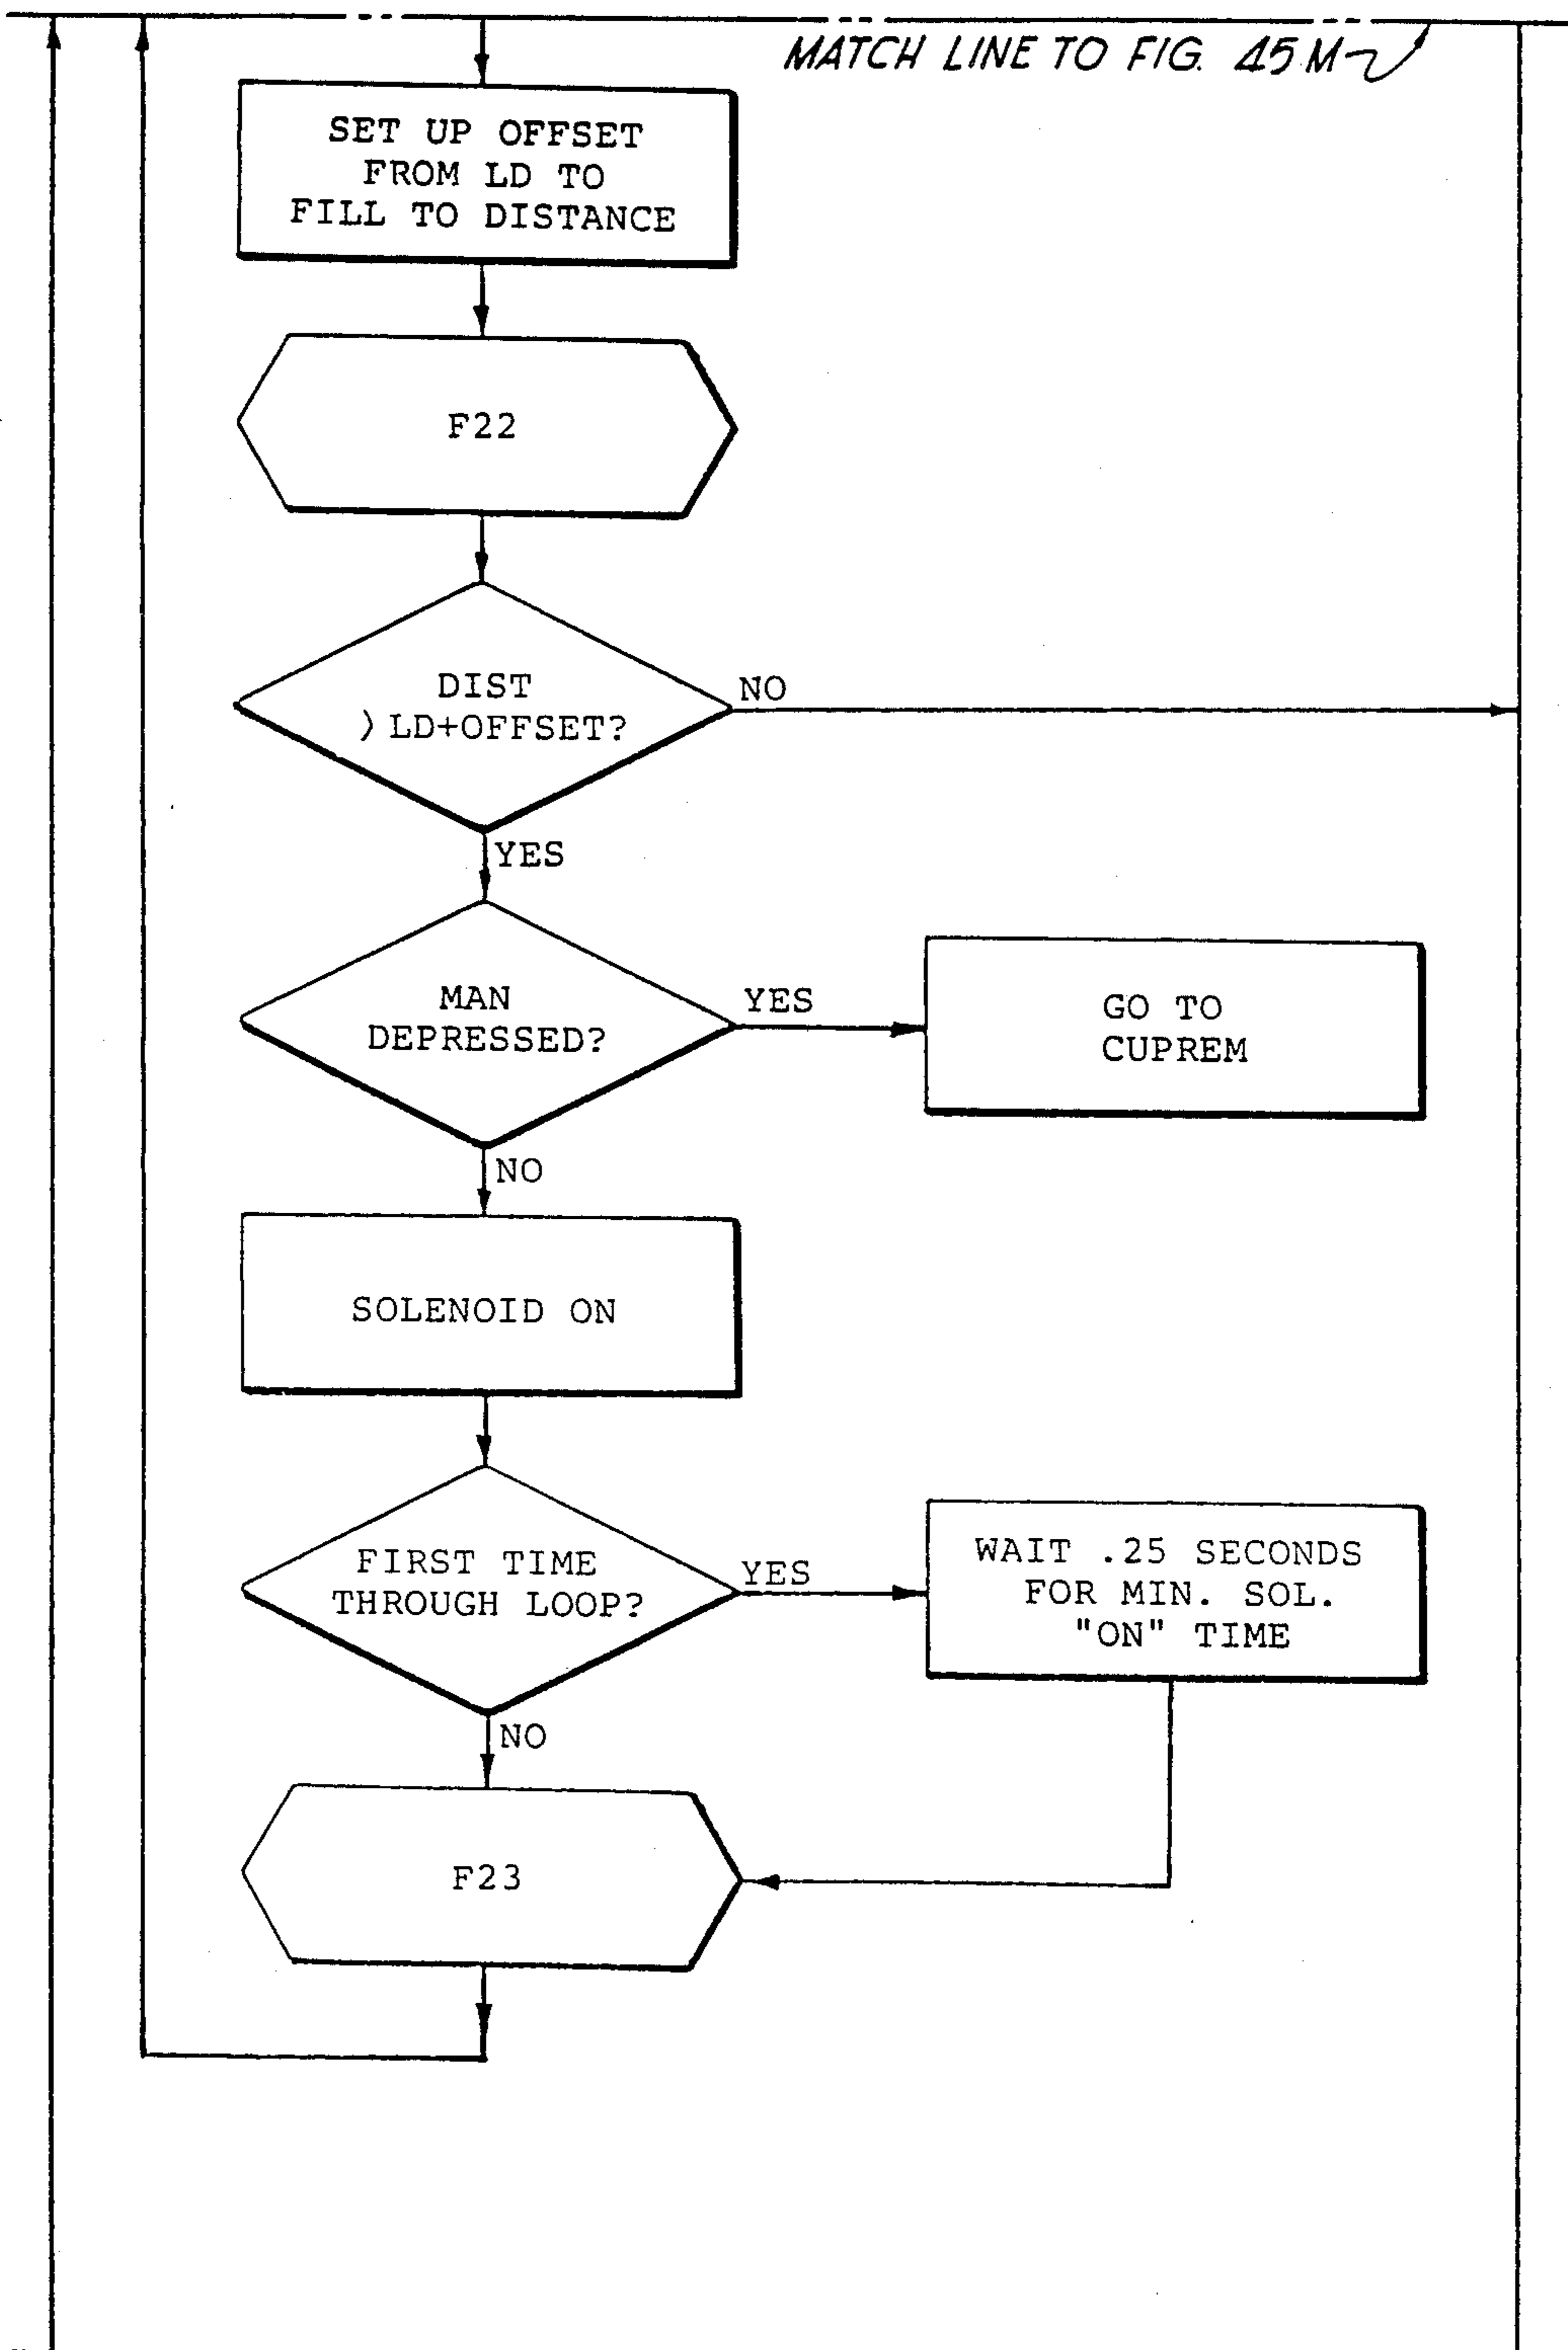 MATCH LINE TO FIG. 45M
SET UP OFFSET
FROM LD TO
FILL TO DISTANCE
F22
DIST
⟩LD+OFFSET?
NO
YES
MAN
DEPRESSED?
YES
GO TO
CUPREM
NO
SOLENOID ON
FIRST TIME
THROUGH LOOP?
YES
WAIT .25 SECONDS
FOR MIN. SOL.
"ON" TIME
NO
F23